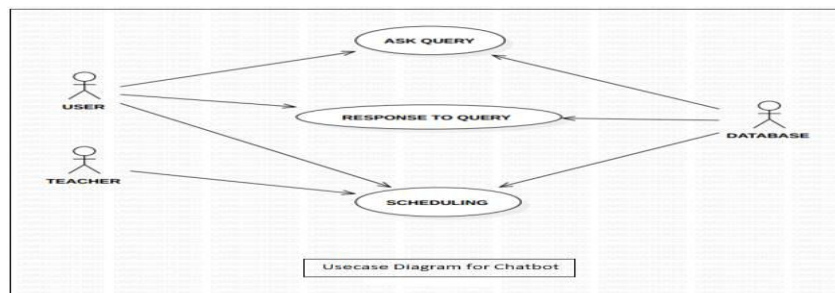 ASK QUERY
USER
RESPONSE TO QUERY
DATABASE
TEACHER
SCHEDULING
Usecase Diagram for Chatbot